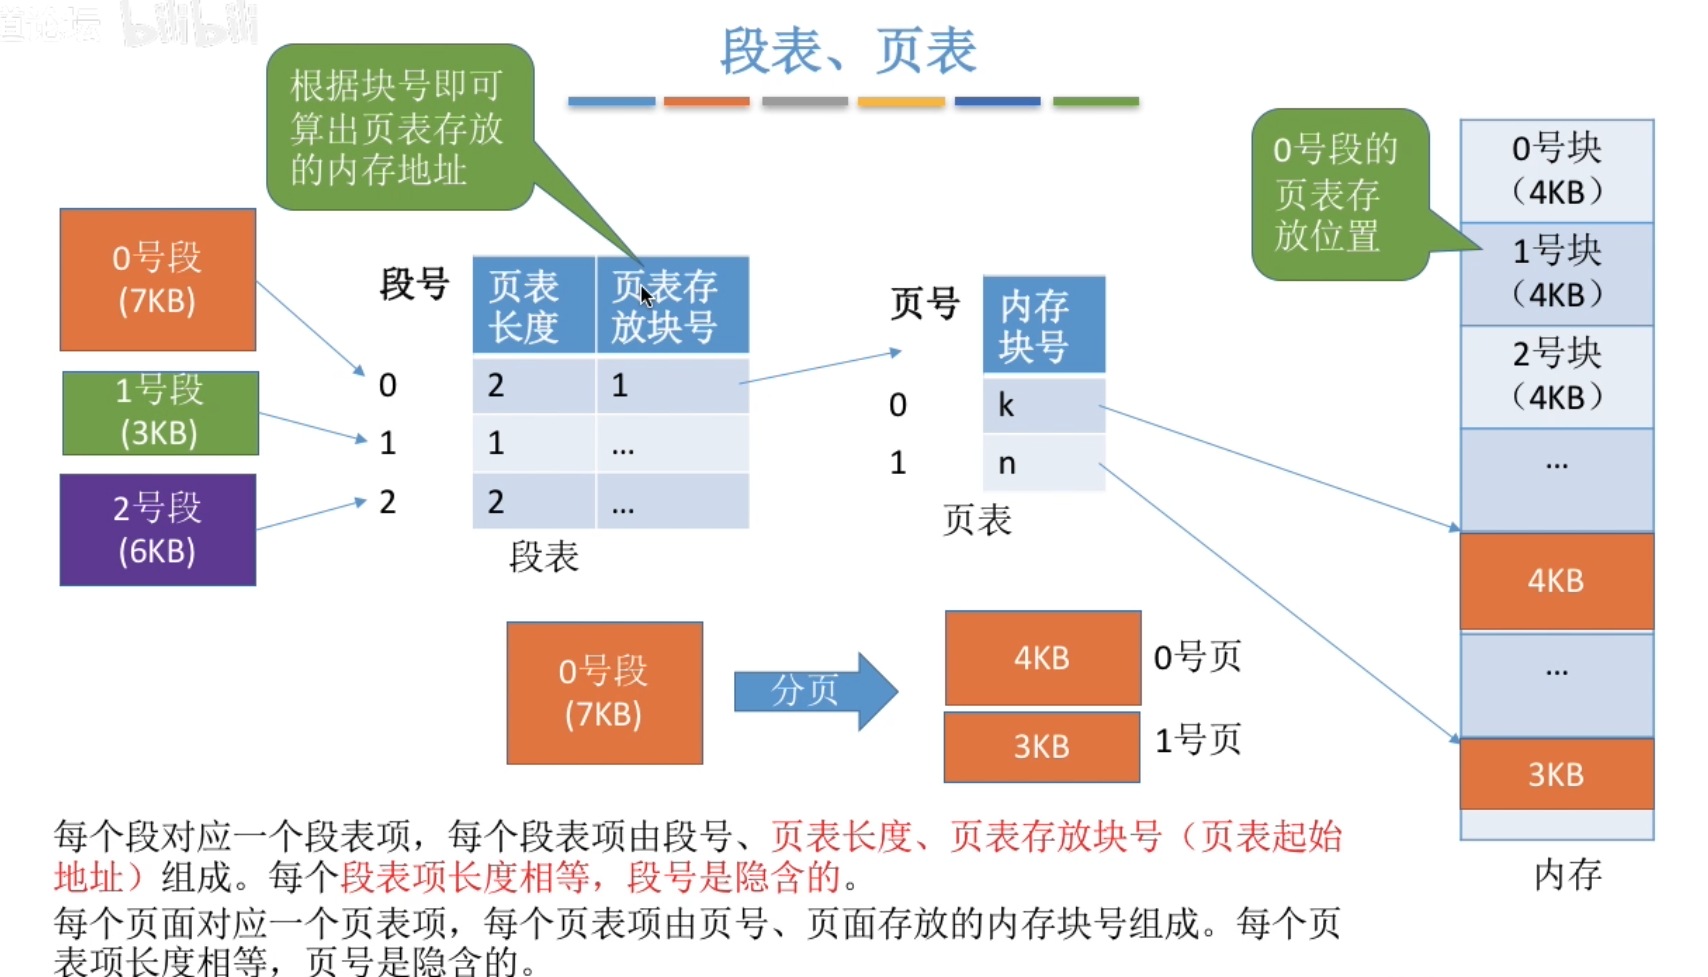 论坛 bilibili
段表、页表
根据块号即可
算出页表存放
的内存地址
0号段的
页表存
放位置
0号段
(7KB)
1号段
(3KB)
2号段
(6KB)
段号
页表
长度
页表存
放块号
0
2
1
1
1
...
2
2
...
段表
页号
内存
块号
0
k
1
n
页表
0号块
（4KB）
1号块
（4KB）
2号块
（4KB）
...
4KB
...
3KB
内存
0号段
(7KB)
分页
4KB
0号页
3KB
1号页
每个段对应一个段表项，每个段表项由段号、页表长度、页表存放块号（页表起始
地址）组成。每个段表项长度相等，段号是隐含的。
每个页面对应一个页表项，每个页表项由页号、页面存放的内存块号组成。每个页
表项长度相等，页号是隐含的。